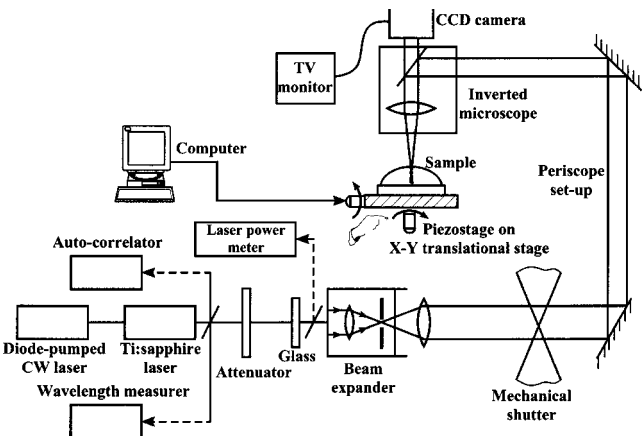 CCD camera
TV
monitor
Inverted
microscope
Computer
Sample
Periscope
set-up
Laser power
meter
Piezostage on
X-Y translational stage
Auto-correlator
Diode-pumped
CW laser
Ti:sapphire
laser
Attenuator
Glass
Beam
expander
Wavelength measurer
Mechanical
shutter